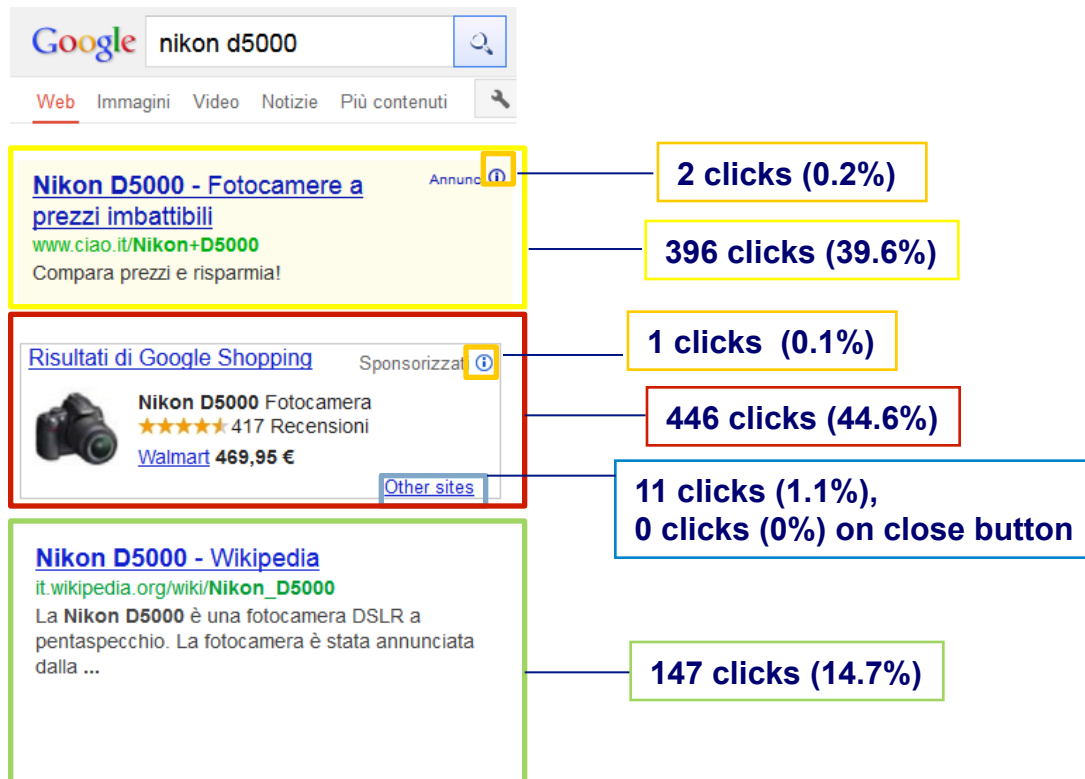 Google nikon d5000
Web Immagini Video Notizie Più contenuti
Nikon D5000 - Fotocamere a
prezzi imbattibili
Annunc
www.ciao.it/Nikon+D5000
Compara prezzi e risparmia!
2 clicks (0.2%)
396 clicks (39.6%)
Risultati di Google Shopping
Sponsorizzat
Nikon D5000 Fotocamera
417 Recensioni
Walmart 469,95 €
Other sites
1 clicks (0.1%)
446 clicks (44.6%)
11 clicks (1.1%),
0 clicks (0%) on close button
Nikon D5000 - Wikipedia
it.wikipedia.org/wiki/Nikon_D5000
La Nikon D5000 è una fotocamera DSLR a
pentaspecchio. La fotocamera è stata annunciata
dalla ...
147 clicks (14.7%)